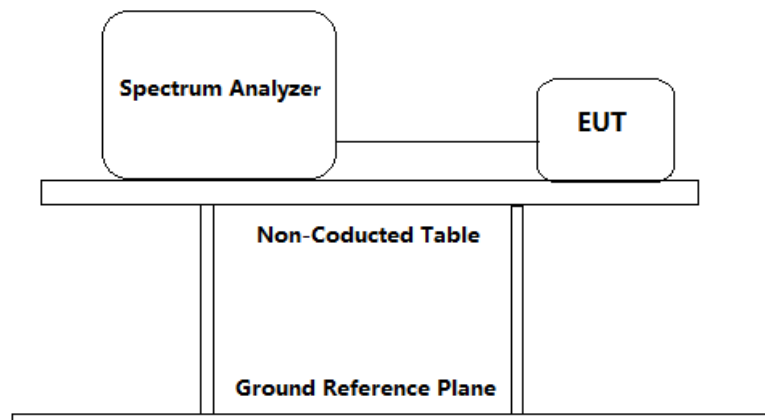 Spectrum Analyzer
EUT
Non-Coducted Table
Ground Reference Plane